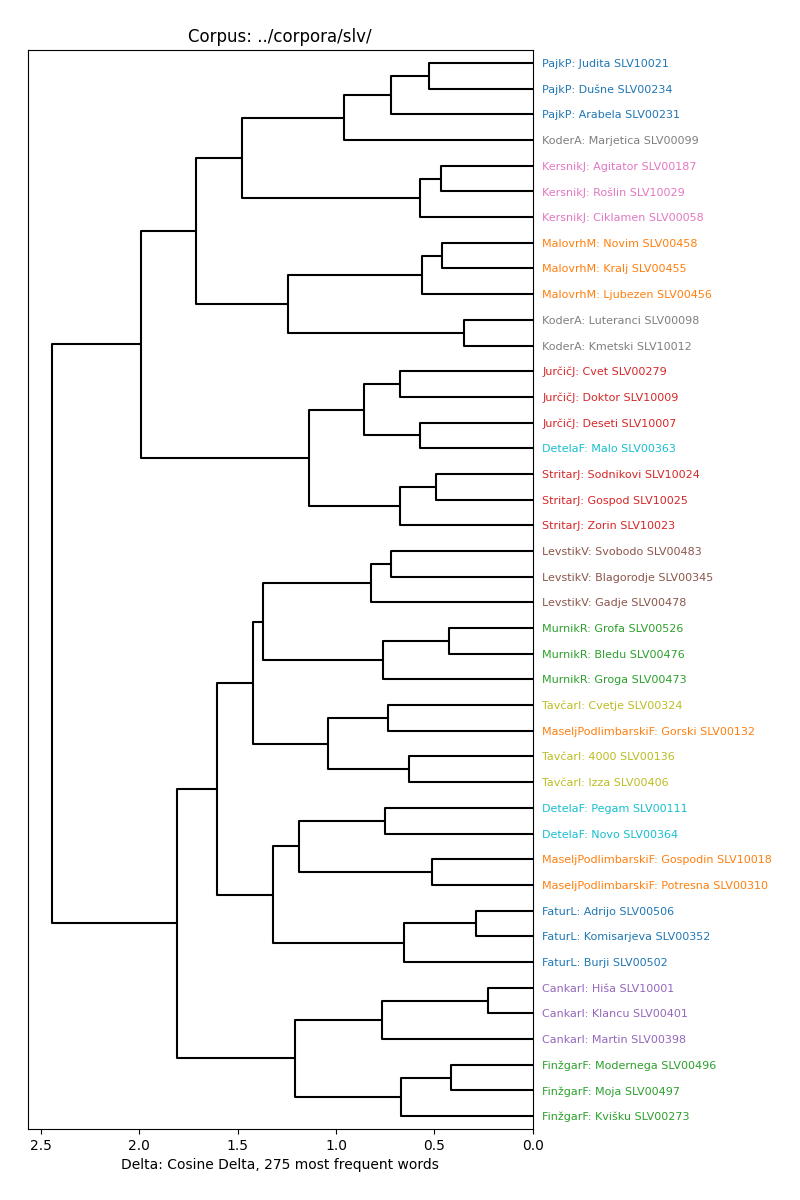 Corpus: ../corpora/slv/
PajkP: Judita SLV10021
PajkP: Dušne SLV00234
PajkP: Arabela SLV00231
KoderA: Marjetica SLV00099
KersnikJ: Agitator SLV00187
KersnikJ: Rošlin SLV10029
KersnikJ: Ciklamen SLV00058
MalovrhM: Novim SLV00458
MalovrhM: Kralj SLV00455
MalovrhM: Ljubezen SLV00456
KoderA: Luteranci SLV00098
KoderA: Kmetski SLV10012
JurčičJ: Cvet SLV00279
JurčičJ: Doktor SLV10009
JurčičJ: Deseti SLV10007
DetelaF: Malo SLV00363
StritarJ: Sodnikovi SLV10024
StritarJ: Gospod SLV10025
StritarJ: Zorin SLV10023
LevstikV: Svobodo SLV00483
LevstikV: Blagorodje SLV00345
LevstikV: Gadje SLV00478
MurnikR: Grofa SLV00526
MurnikR: Bledu SLV00476
MurnikR: Groga SLV00473
TavčarI: Cvetje SLV00324
MaseljPodlimbarskiF: Gorski SLV00132
TavčarI: 4000 SLV00136
TavčarI: Izza SLV00406
DetelaF: Pegam SLV00111
DetelaF: Novo SLV00364
MaseljPodlimbarskiF: Gospodin SLV10018
MaseljPodlimbarskiF: Potresna SLV00310
FaturL: Adrijo SLV00506
FaturL: Komisarjeva SLV00352
FaturL: Burji SLV00502
CankarI: Hiša SLV10001
CankarI: Klancu SLV00401
CankarI: Martin SLV00398
FinžgarF: Modernega SLV00496
FinžgarF: Moja SLV00497
FinžgarF: Kvišku SLV00273
2.5 2.0 1.5 1.0 0.5 0.0
Delta: Cosine Delta, 275 most frequent words